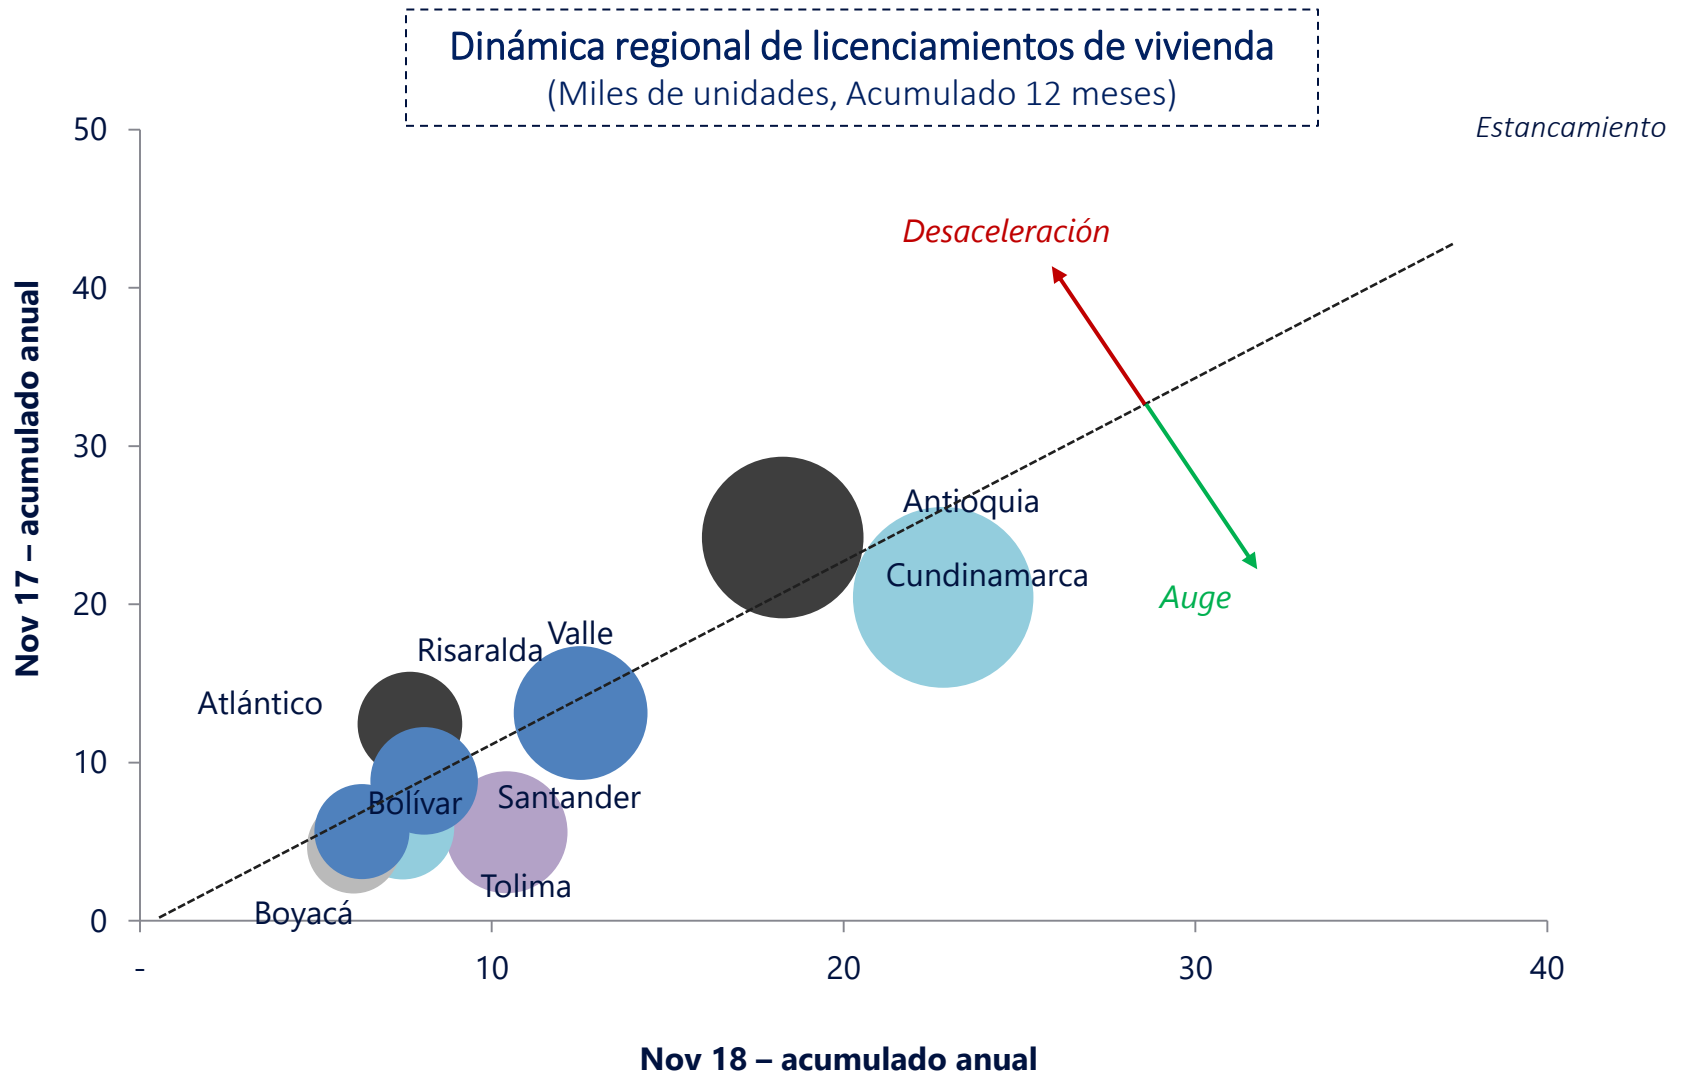 Dinámica regional de licenciamientos de vivienda
(Miles de unidades, Acumulado 12 meses)
50
Estancamiento
Desaceleración
40
Nov 17 – acumulado anual
30
Antioquia
Cundinamarca
Auge
20
Valle
Risaralda
Atlántico
10
Santander
Bolívar
Tolima
Boyacá
0
-
10
20
30
40
Nov 18 – acumulado anual